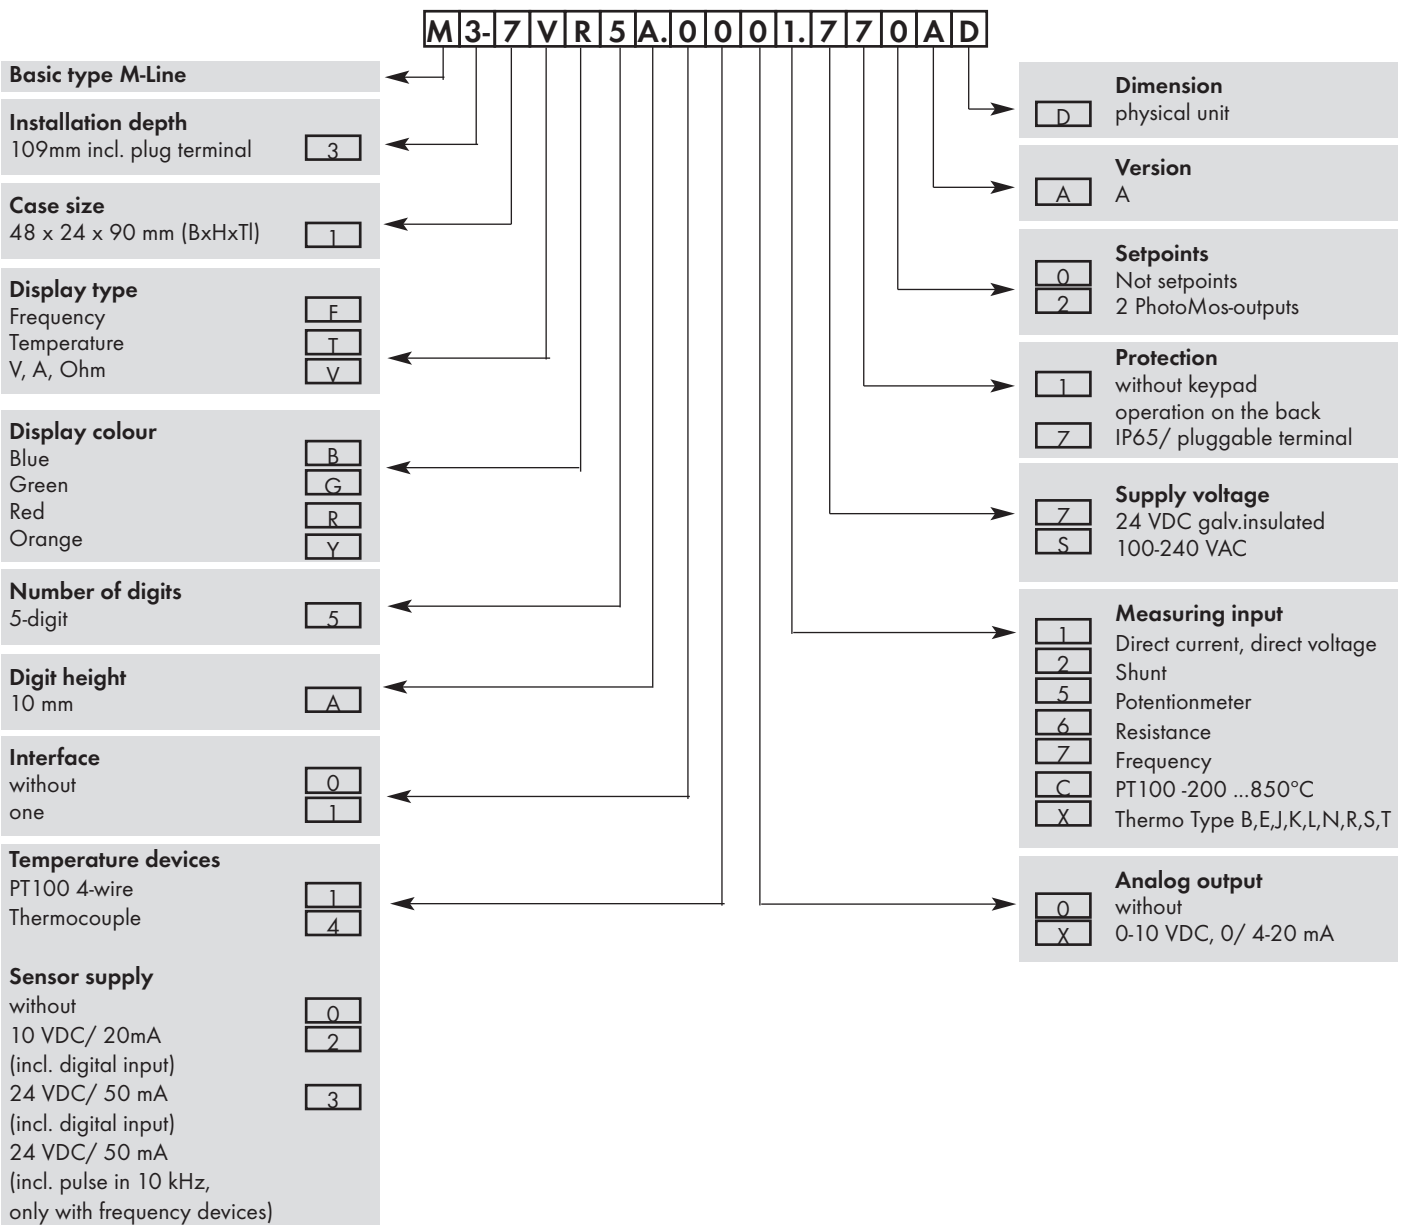 M3-7VR5A.0001.770AD
Basic type M-Line
Installation depth
109mm incl. plug terminal 3
Case size
48 x 24 x 90 mm (BxHxTl) 1
Display type
Frequency F
Temperature T
V, A, Ohm V
Display colour
Blue B
Green G
Red R
Orange Y
Number of digits
5-digit 5
Digit height
10 mm A
Interface
without 0
one 1
Temperature devices
PT100 4-wire 1
Thermocouple 4
Sensor supply
without 0
10 VDC/ 20mA 2
(incl. digital input)
24 VDC/ 50 mA 3
(incl. digital input)
24 VDC/ 50 mA
(incl. pulse in 10 kHz,
only with frequency devices)
Dimension
D physical unit
Version
A A
Setpoints
0 Not setpoints
2 2 PhotoMos-outputs
Protection
1 without keypad
operation on the back
7 IP65/ pluggable terminal
Supply voltage
7 24 VDC galv.insulated
S 100-240 VAC
Measuring input
1 Direct current, direct voltage
2 Shunt
5 Potentionmeter
6 Resistance
7 Frequency
C PT100 -200 ...850°C
X Thermo Type B,E,J,K,L,N,R,S,T
Analog output
0 without
X 0-10 VDC, 0/ 4-20 mA